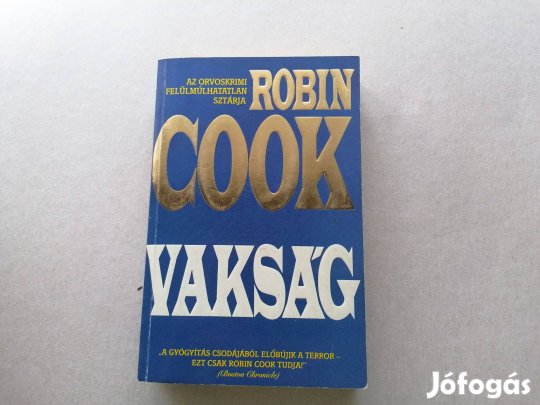 AZ ORVOSKRIMI
FELÜLMÚLHATATLAN
SZTÁRJA
ROBIN
COOK
VAKSÁG
„A GYÓGYÍTÁS CSODÁJÁBÓL ELŐBÚJIK A TERROR –
EZT CSAK ROBIN COOK TUDJA!”
(Boston Chronicle)
Jófogás